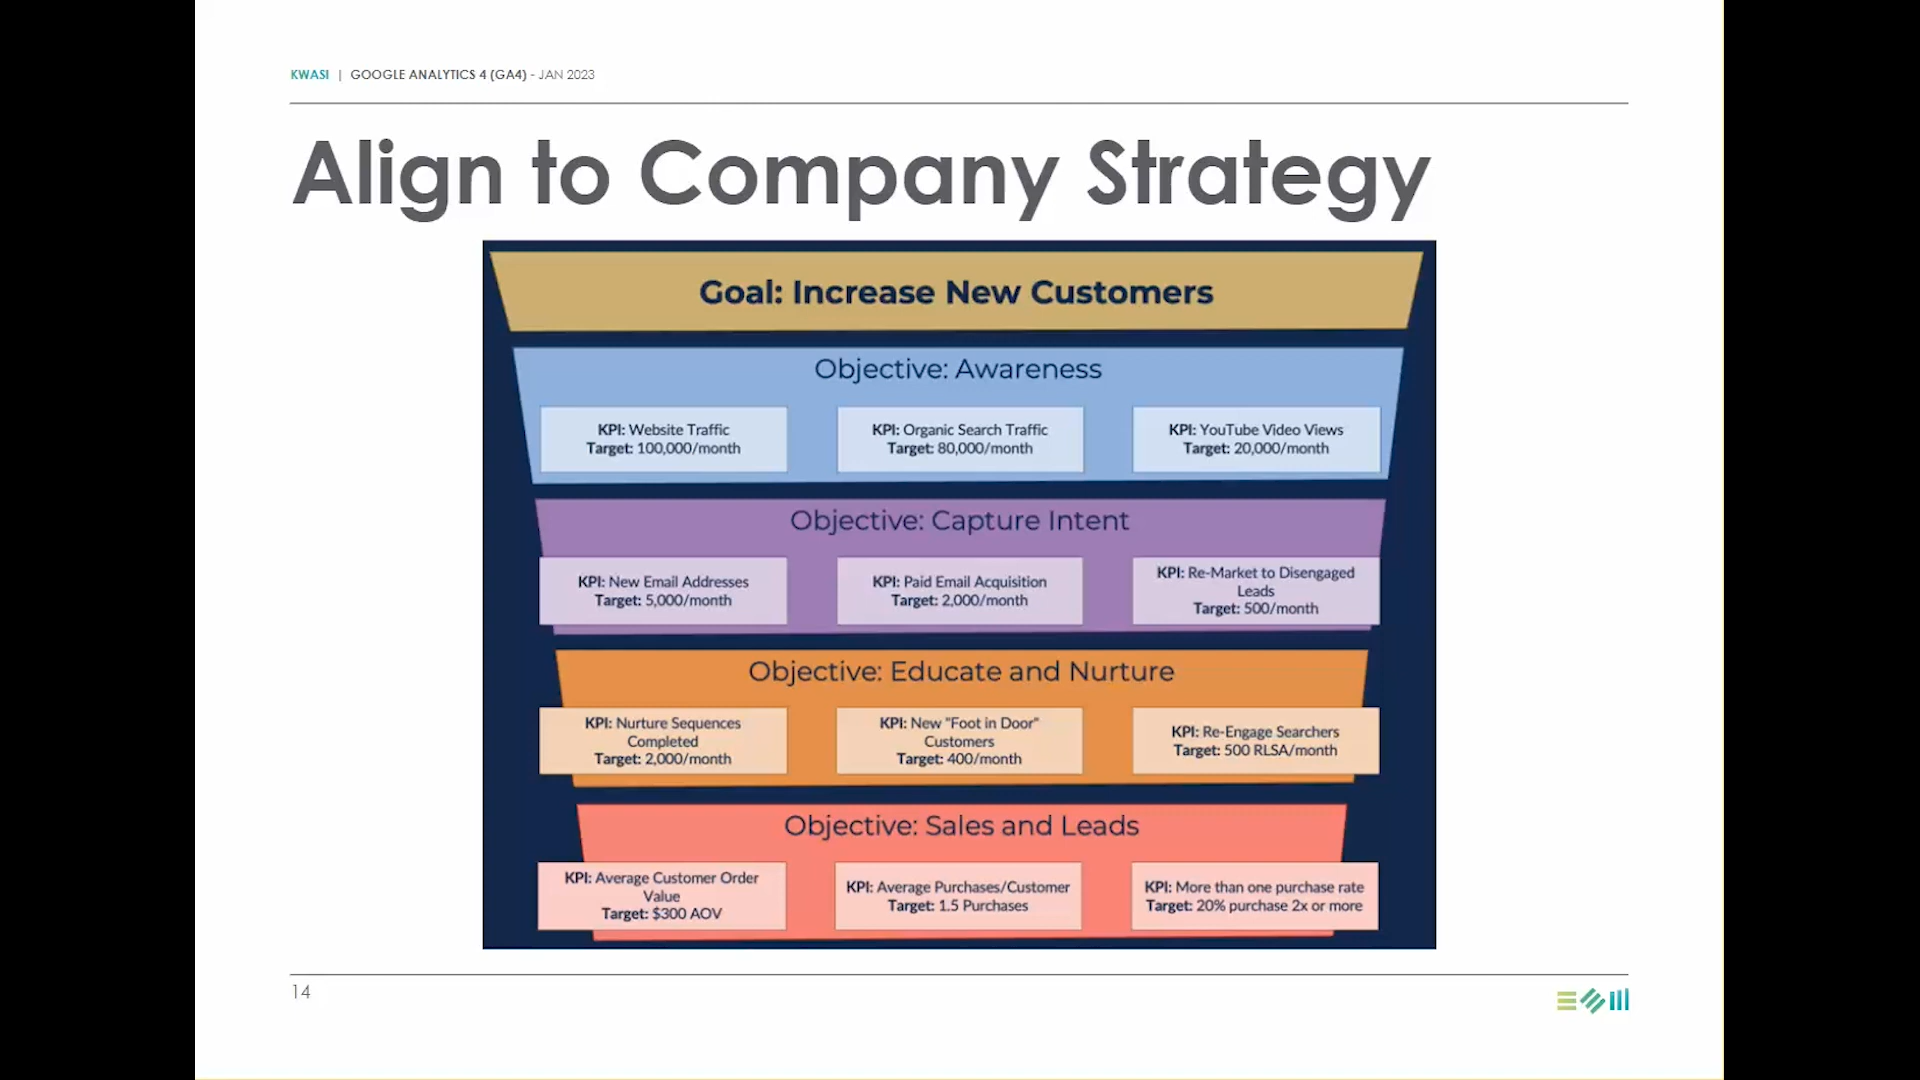 KWASI | GOOGLE ANALYTICS 4 (GA4) - JAN 2023
Align to Company Strategy
Goal: Increase New Customers
Objective: Awareness
KPI: Website Traffic
Target: 100,000/month
KPI: Organic Search Traffic
Target: 80,000/month
KPI: YouTube Video Views
Target: 20,000/month
Objective: Capture Intent
KPI: New Email Addresses
Target: 5,000/month
KPI: Paid Email Acquisition
Target: 2,000/month
KPI: Re-Market to Disengaged
Leads
Target: 500/month
Objective: Educate and Nurture
KPI: Nurture Sequences
Completed
Target: 2,000/month
KPI: New "Foot in Door"
Customers
Target: 400/month
KPI: Re-Engage Searchers
Target: 500 RLSA/month
Objective: Sales and Leads
KPI: Average Customer Order
Value
Target: $300 AOV
KPI: Average Purchases/Customer
Target: 1.5 Purchases
KPI: More than one purchase rate
Target: 20% purchase 2x or more
14